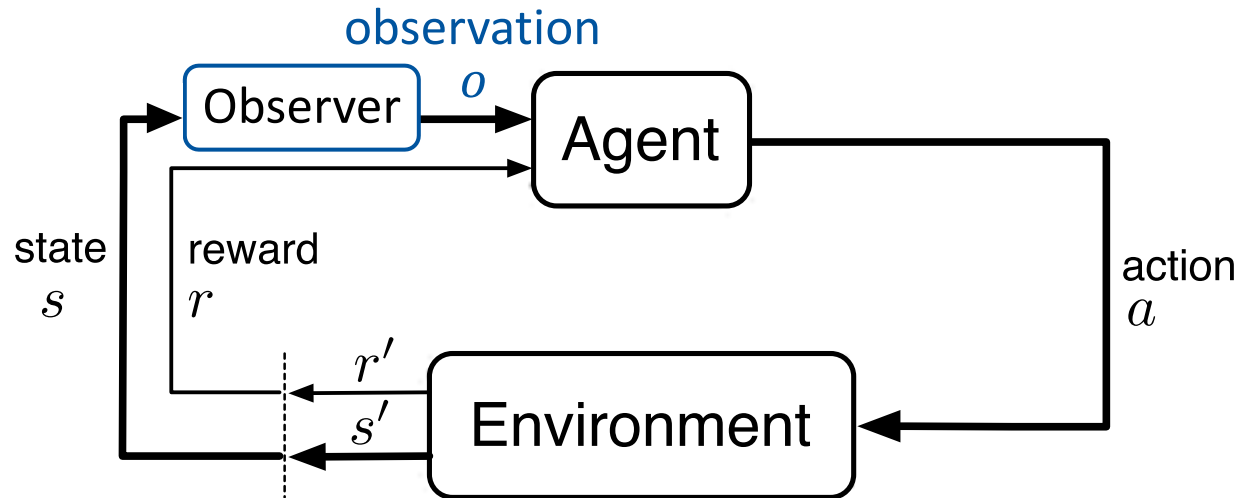 observation
o
Observer
Agent
state
s
reward
r
action
a
r′
s′
Environment